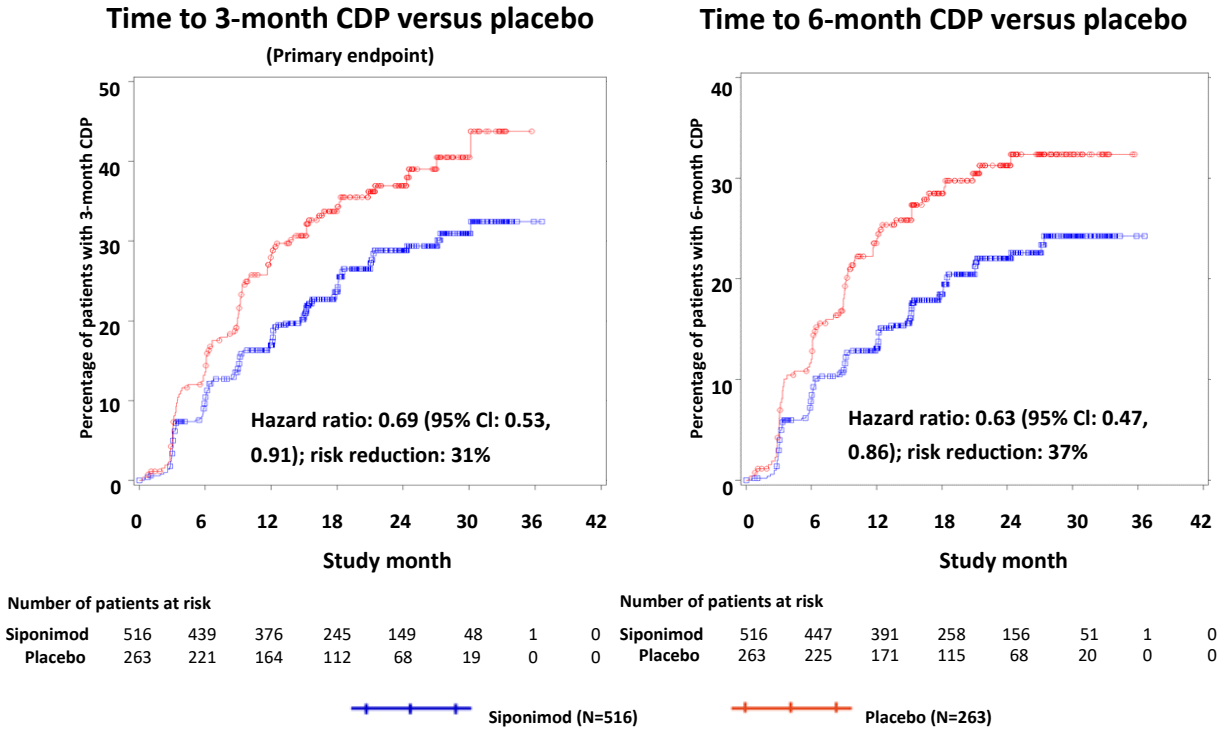 Time to 3-month CDP versus placebo
(Primary endpoint)
Percentage of patients with 3-month CDP
50
40
30
20
10
0
Hazard ratio: 0.69 (95% Cl: 0.53,
0.91); risk reduction: 31%
0 6 12 18 24 30 36 42
Study month
Number of patients at risk
Siponimod 516 439 376 245 149 48 1 0
Placebo 263 221 164 112 68 19 0 0
Time to 6-month CDP versus placebo
Percentage of patients with 6-month CDP
40
30
20
10
0
Hazard ratio: 0.63 (95% Cl: 0.47,
0.86); risk reduction: 37%
0 6 12 18 24 30 36 42
Study month
Number of patients at risk
Siponimod 516 447 391 258 156 51 1 0
Placebo 263 225 171 115 68 20 0 0
Siponimod (N=516)
Placebo (N=263)